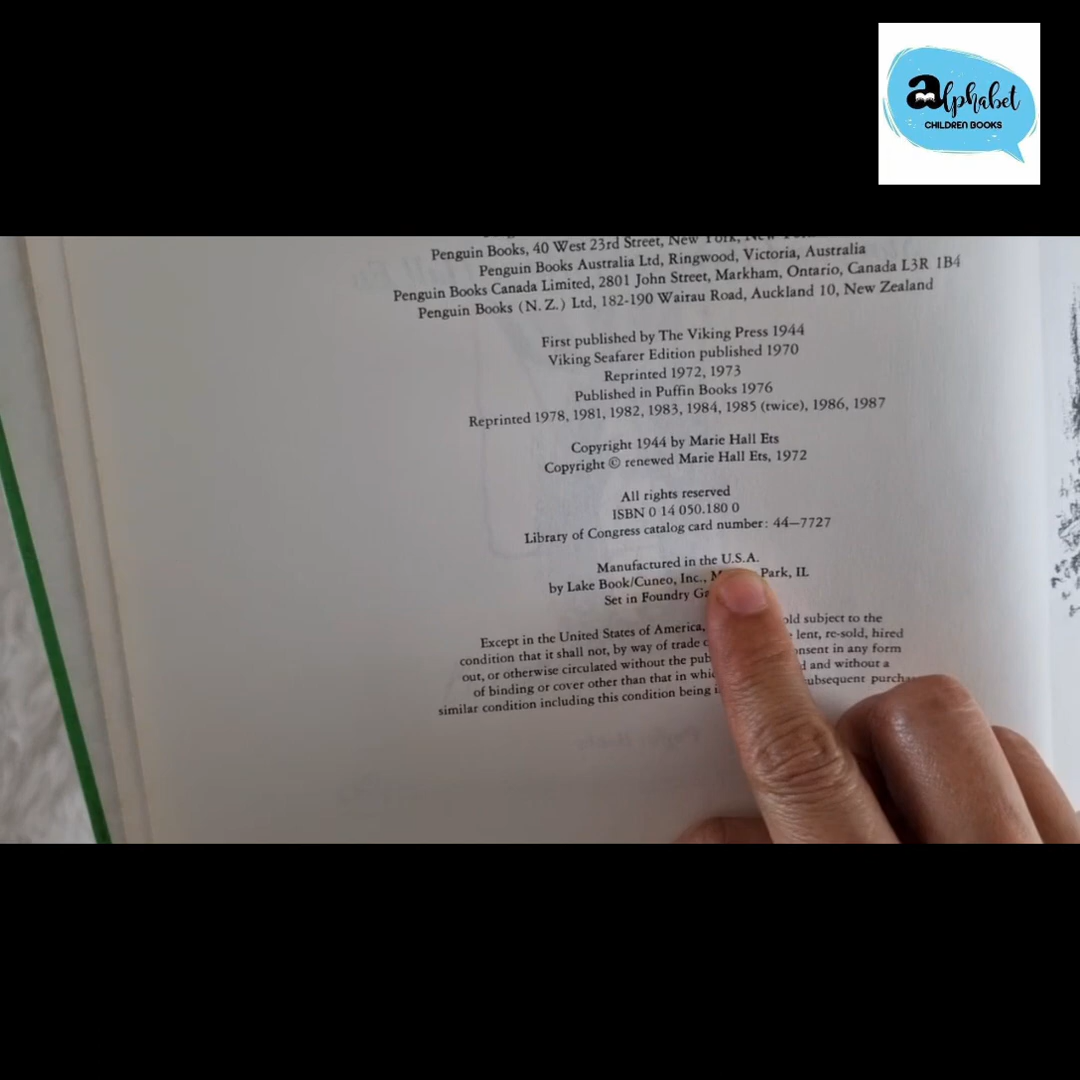 alphabet
CHILDREN BOOKS
Penguin Books, 40 West 23rd Street, New York, New
Penguin Books Australia Ltd, Ringwood, Victoria, Australia
Penguin Books Canada Limited, 2801 John Street, Markham, Ontario, Canada L3R 1B4
Penguin Books (N.Z.) Ltd, 182-190 Wairau Road, Auckland 10, New Zealand
First published by The Viking Press 1944
Viking Seafarer Edition published 1970
Reprinted 1972, 1973
Published in Puffin Books 1976
Reprinted 1978, 1981, 1982, 1983, 1984, 1985 (twice), 1986, 1987
Copyright 1944 by Marie Hall Ets
Copyright © renewed Marie Hall Ets, 1972
All rights reserved
ISBN 0 14 050.180 0
Library of Congress catalog card number: 44–7727
Manufactured in the U.S.A.
by Lake Book/Cuneo, Inc., Park, IL
Set in Foundry
Except in the United States of America, subject to the
condition that it shall not, by way of trade lent, re-sold, hired
out, or otherwise circulated without the in any form
of binding or cover other than that in and without a
similar condition including this condition being